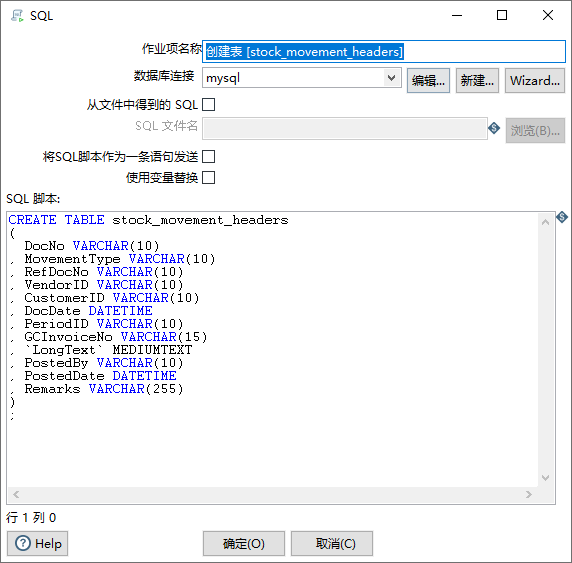 SQL
作业项名称 创建表 [stock_movement_headers]
数据库连接 mysql 编辑... 新建... Wizard...
从文件中得到的 SQL
SQL 文件名 浏览(B)...
将SQL脚本作为一条语句发送
使用变量替换
SQL 脚本:
CREATE TABLE stock_movement_headers
(
  DocNo VARCHAR(10)
, MovementType VARCHAR(10)
, RefDocNo VARCHAR(10)
, VendorID VARCHAR(10)
, CustomerID VARCHAR(10)
, DocDate DATETIME
, PeriodID VARCHAR(10)
, GCInvoiceNo VARCHAR(15)
, `LongText` MEDIUMTEXT
, PostedBy VARCHAR(10)
, PostedDate DATETIME
, Remarks VARCHAR(255)
)
;
行 1 列 0
Help 确定(O) 取消(C)